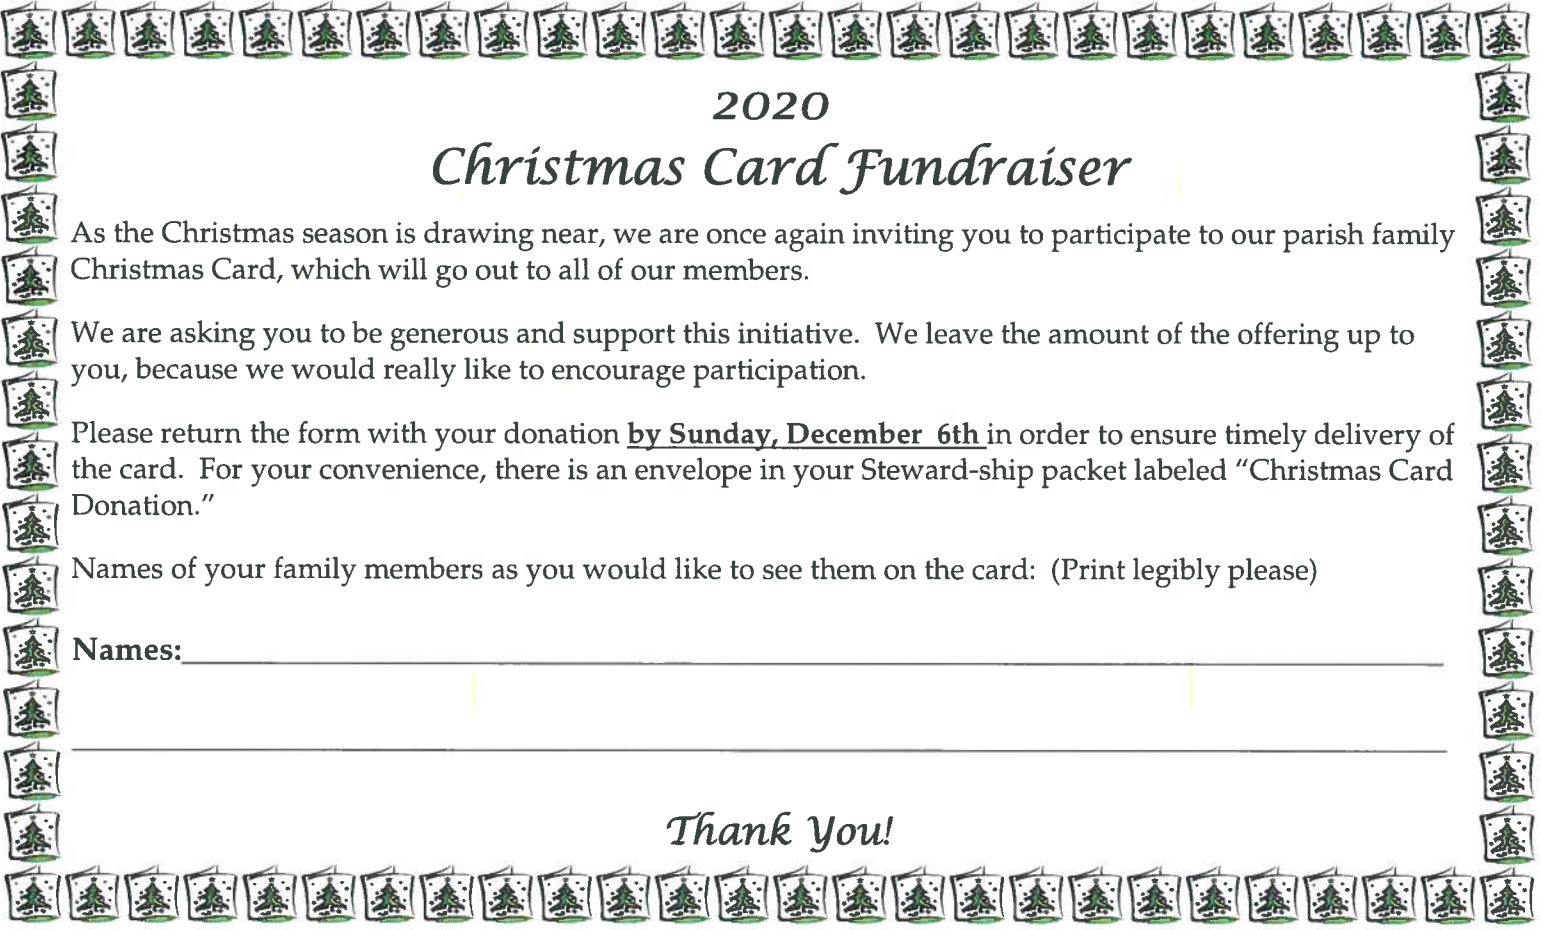 2020
Christmas Card Fundraiser
As the Christmas season is drawing near, we are once again inviting you to participate to our parish family
Christmas Card, which will go out to all of our members.
We are asking you to be generous and support this initiative.  We leave the amount of the offering up to
you, because we would really like to encourage participation.
Please return the form with your donation by Sunday, December  6th in order to ensure timely delivery of
the card.  For your convenience, there is an envelope in your Steward-ship packet labeled “Christmas Card
Donation.”
Names of your family members as you would like to see them on the card:  (Print legibly please)
Names:
Thank You!